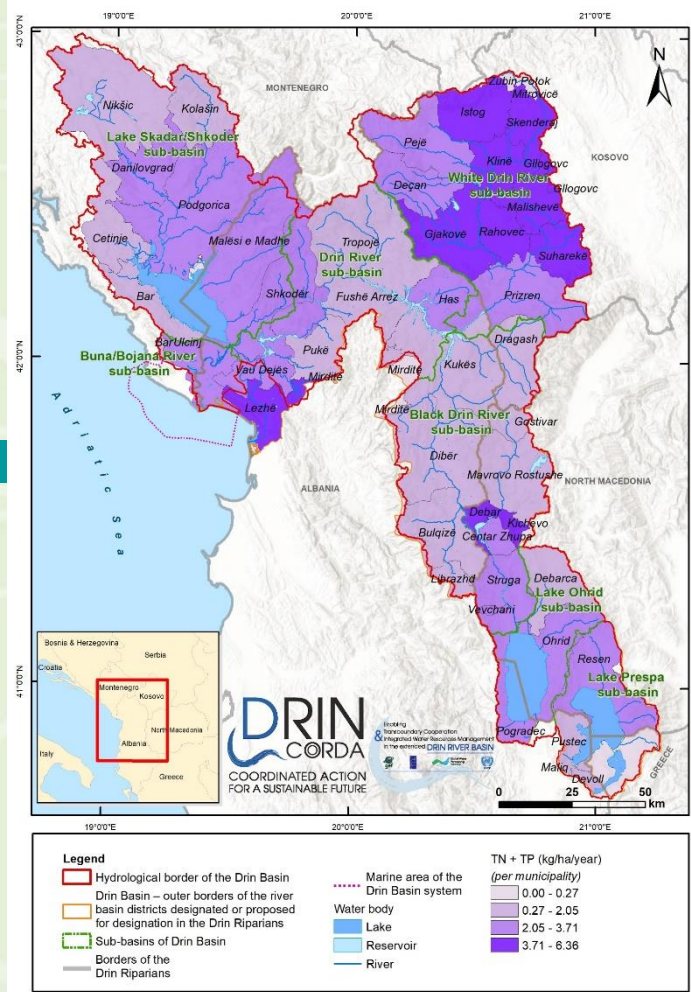 19°0'0"E
20°0'0"E
21°0'0"E
43°0'0"N
42°0'0"N
41°0'0"N
N
MONTENEGRO
KOSOVO
ALBANIA
NORTH MACEDONIA
GREECE
Adriatic Sea
Nikšic
Kolašin
Lake Skadar/Shkoder
sub-basin
Danilovgrad
Podgorica
Cetinje
Malësi e Madhe
Bar
Shkodër
Bar
Ulcinj
Buna/Bojana River
sub-basin
Vau Dejës
Lezhë
Zubin Potok
Mitrovicë
Istog
Skenderaj
Pejë
Klinë
Gllogovc
White Drin River
sub-basin
Gllogovc
Deçan
Malishevë
Gjakovë
Rahovec
Suharekë
Prizren
Tropojë
Drin River
sub-basin
Fushë Arrez
Has
Pukë
Mirditë
Dragash
Kukës
Mirditë
Mirditë
Black Drin River
sub-basin
Gostivar
Dibër
Mavrovo Rostushe
Debar
Kichevo
Centar Zhupa
Bulqizë
Librazhd
Struga
Debarca
Lake Ohrid
sub-basin
Vevchani
Ohrid
Resen
Lake Prespa
sub-basin
Pogradec
Pustec
Maliq
Devoll
Bosnia & Herzegovina
Croatia
Serbia
Montenegro
Kosovo
North Macedonia
Albania
Italy
Greece
DRIN
CORDA
COORDINATED ACTION
FOR A SUSTAINABLE FUTURE
Enabling
Transboundary Cooperation
& Integrated Water Resources Management
in the extended DRIN RIVER BASIN
0 25 50
km
19°0'0"E
20°0'0"E
21°0'0"E
Legend
Hydrological border of the Drin Basin
Drin Basin – outer borders of the river
basin districts designated or proposed
for designation in the Drin Riparians
Sub-basins of Drin Basin
Borders of the
Drin Riparians
Marine area of the
Drin Basin system
Water body
Lake
Reservoir
River
TN + TP (kg/ha/year)
(per municipality)
0.00 - 0.27
0.27 - 2.05
2.05 - 3.71
3.71 - 6.36